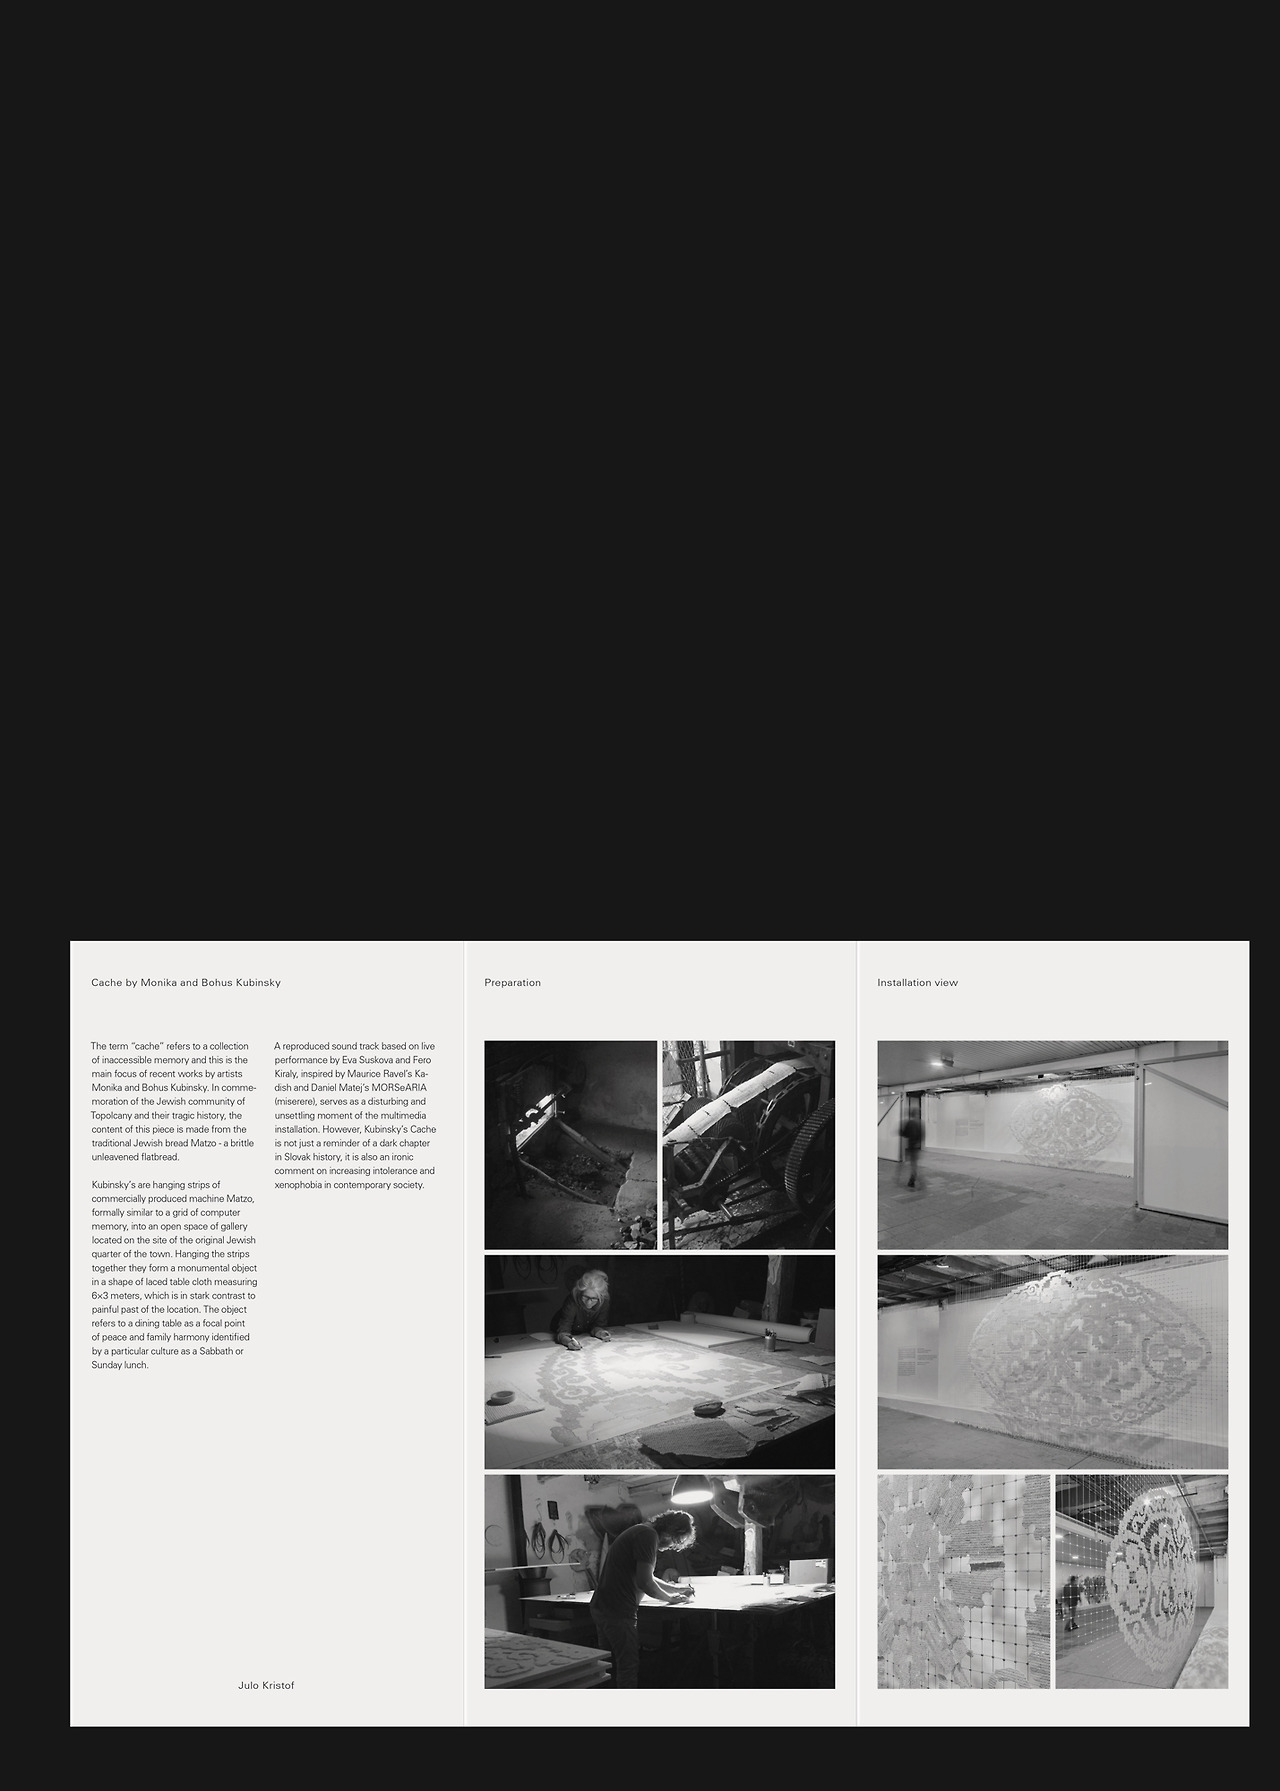 Cache by Monika and Bohus Kubinsky
The term “cache” refers to a collection
of inaccessible memory and this is the
main focus of recent works by artists
Monika and Bohus Kubinsky. In comme-
moration of the Jewish community of
Topolcany and their tragic history, the
content of this piece is made from the
traditional Jewish bread Matzo - a brittle
unleavened flatbread.
Kubinsky’s are hanging strips of
commercially produced machine Matzo,
formally similar to a grid of computer
memory, into an open space of gallery
located on the site of the original Jewish
quarter of the town. Hanging the strips
together they form a monumental object
in a shape of laced table cloth measuring
6×3 meters, which is in stark contrast to
painful past of the location. The object
refers to a dining table as a focal point
of peace and family harmony identified
by a particular culture as a Sabbath or
Sunday lunch.
A reproduced sound track based on live
performance by Eva Suskova and Fero
Kiraly, inspired by Maurice Ravel’s Ka-
dish and Daniel Matej’s MORSeARIA
(miserere), serves as a disturbing and
unsettling moment of the multimedia
installation. However, Kubinsky’s Cache
is not just a reminder of a dark chapter
in Slovak history, it is also an ironic
comment on increasing intolerance and
xenophobia in contemporary society.
Julo Kristof
Preparation
Installation view